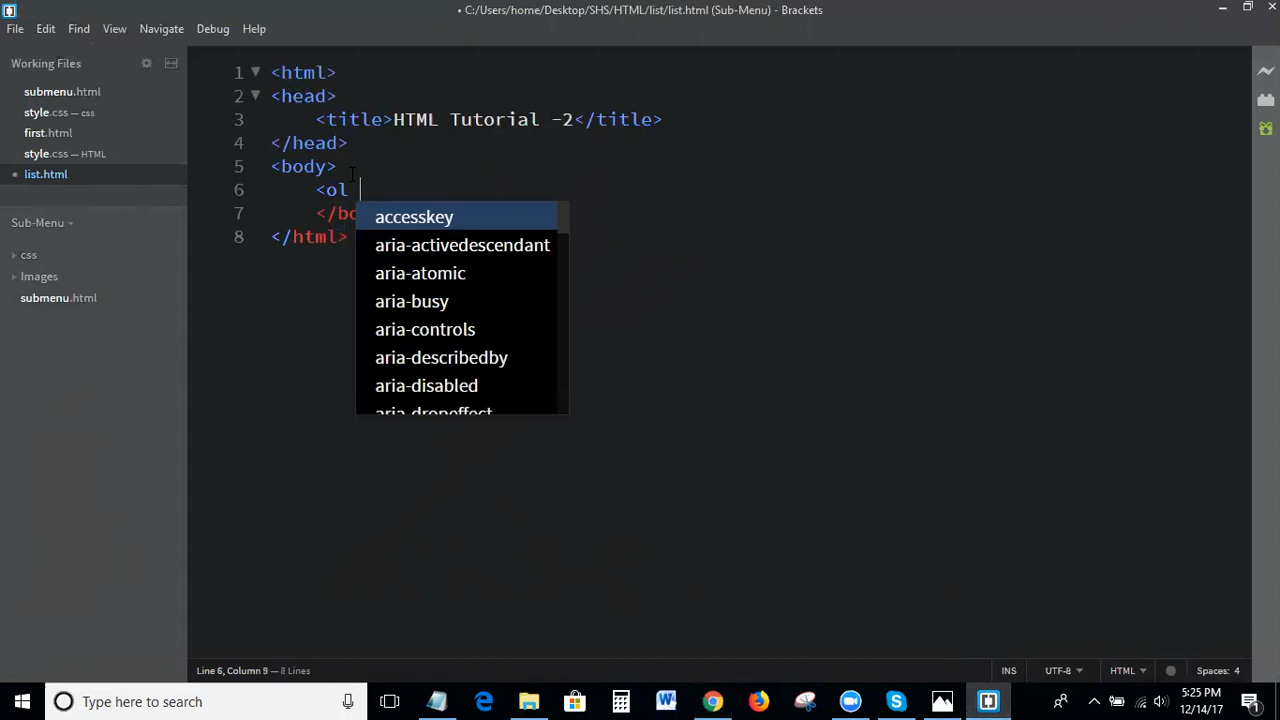 • C:/Users/home/Desktop/SHS/HTML/list/list.html (Sub-Menu) - Brackets
File Edit Find View Navigate Debug Help
Working Files
submenu.html
style.css — css
first.html
style.css — HTML
• list.html
Sub-Menu
css
Images
submenu.html
1 <html>
2 <head>
3 <title>HTML Tutorial -2</title>
4 </head>
5 <body>
6 <ol
7 </bo
8 </html>
accesskey
aria-activedescendant
aria-atomic
aria-busy
aria-controls
aria-describedby
aria-disabled
aria-dropeffect
Line 6, Column 9 — 8 Lines
INS UTF-8 HTML Spaces: 4
Type here to search
5:25 PM
12/14/17